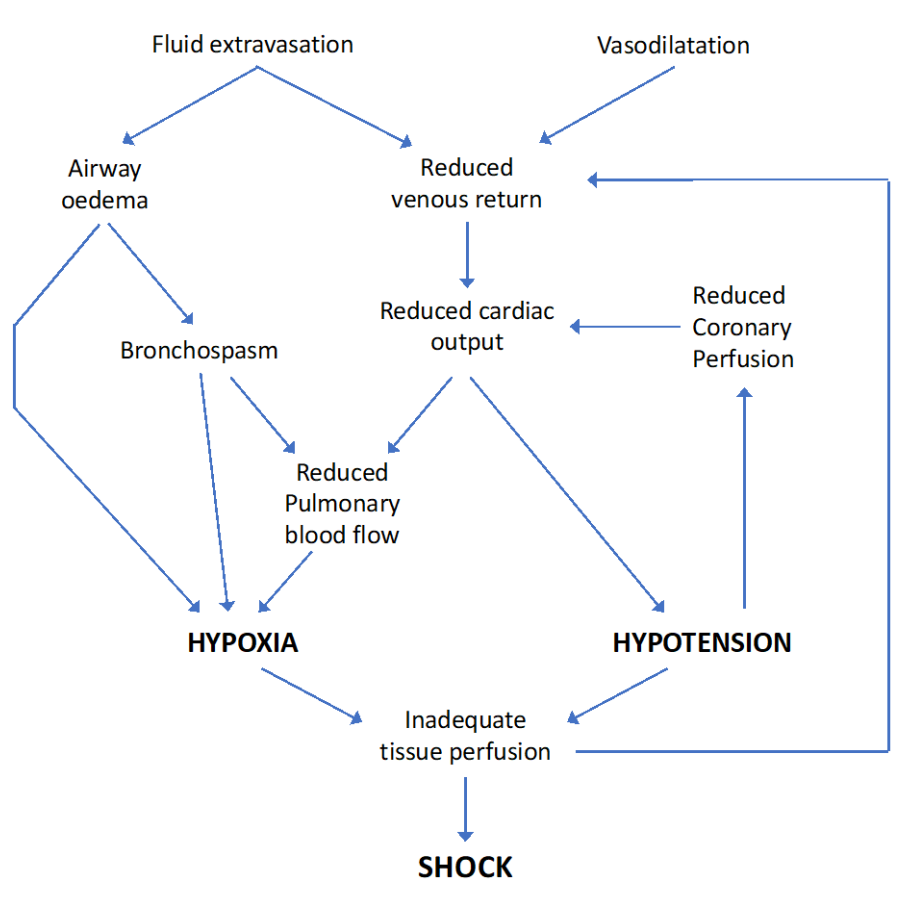 Fluid extravasation
Vasodilatation
Airway
oedema
Reduced
venous return
Reduced cardiac
output
Reduced
Coronary
Perfusion
Bronchospasm
Reduced
Pulmonary
blood flow
HYPOXIA
HYPOTENSION
Inadequate
tissue perfusion
SHOCK